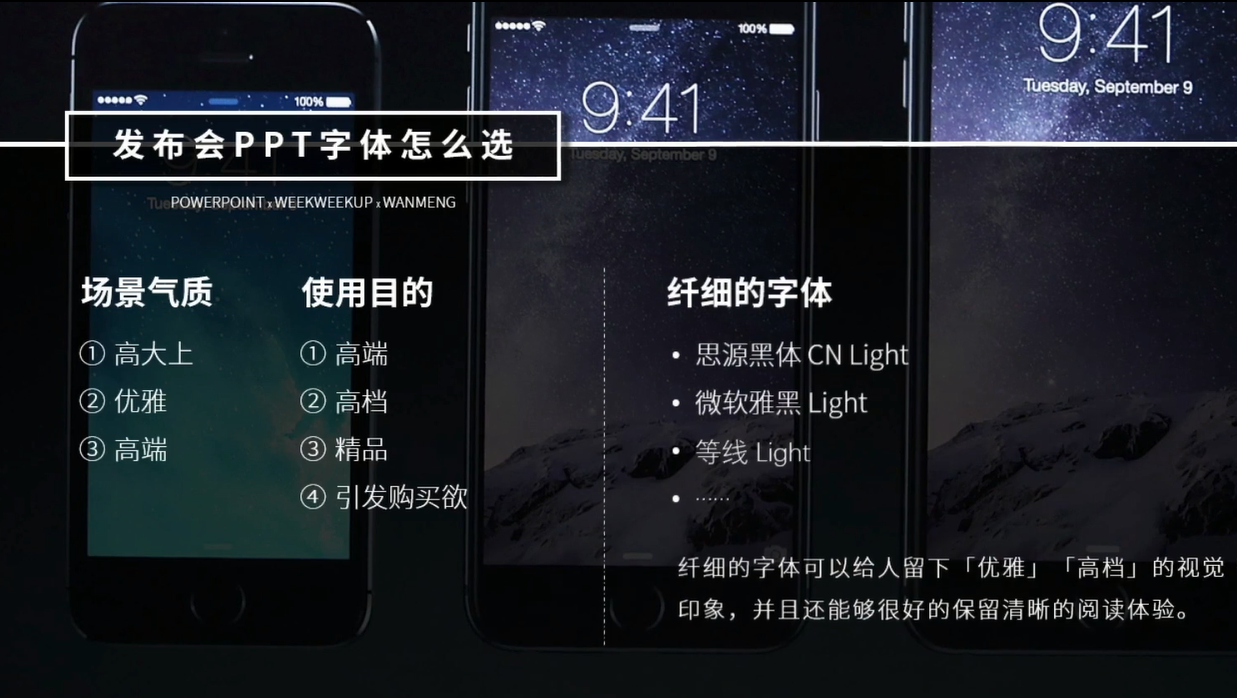 100%
100%
9:41
9:41
Tuesday, September 9
发布会PPT字体怎么选
Tuesday, September 9
POWERPOINT x WEEKWEEKUP x WANMENG
场景气质
① 高大上
② 优雅
③ 高端
使用目的
① 高端
② 高档
③ 精品
④ 引发购买欲
纤细的字体
• 思源黑体 CN Light
• 微软雅黑 Light
• 等线 Light
• ……
纤细的字体可以给人留下「优雅」「高档」的视觉
印象，并且还能够很好的保留清晰的阅读体验。